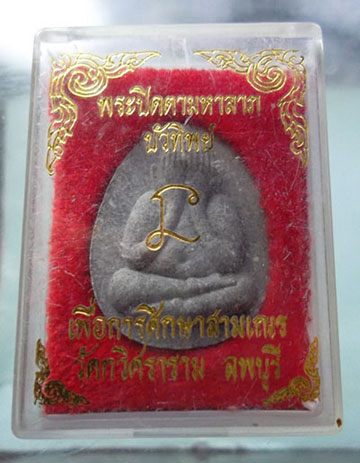 พระปิดตามหาลาภ
บัวทิพย์
เพื่อการศึกษาสามเณร
วัดกวิศราราม ลพบุรี